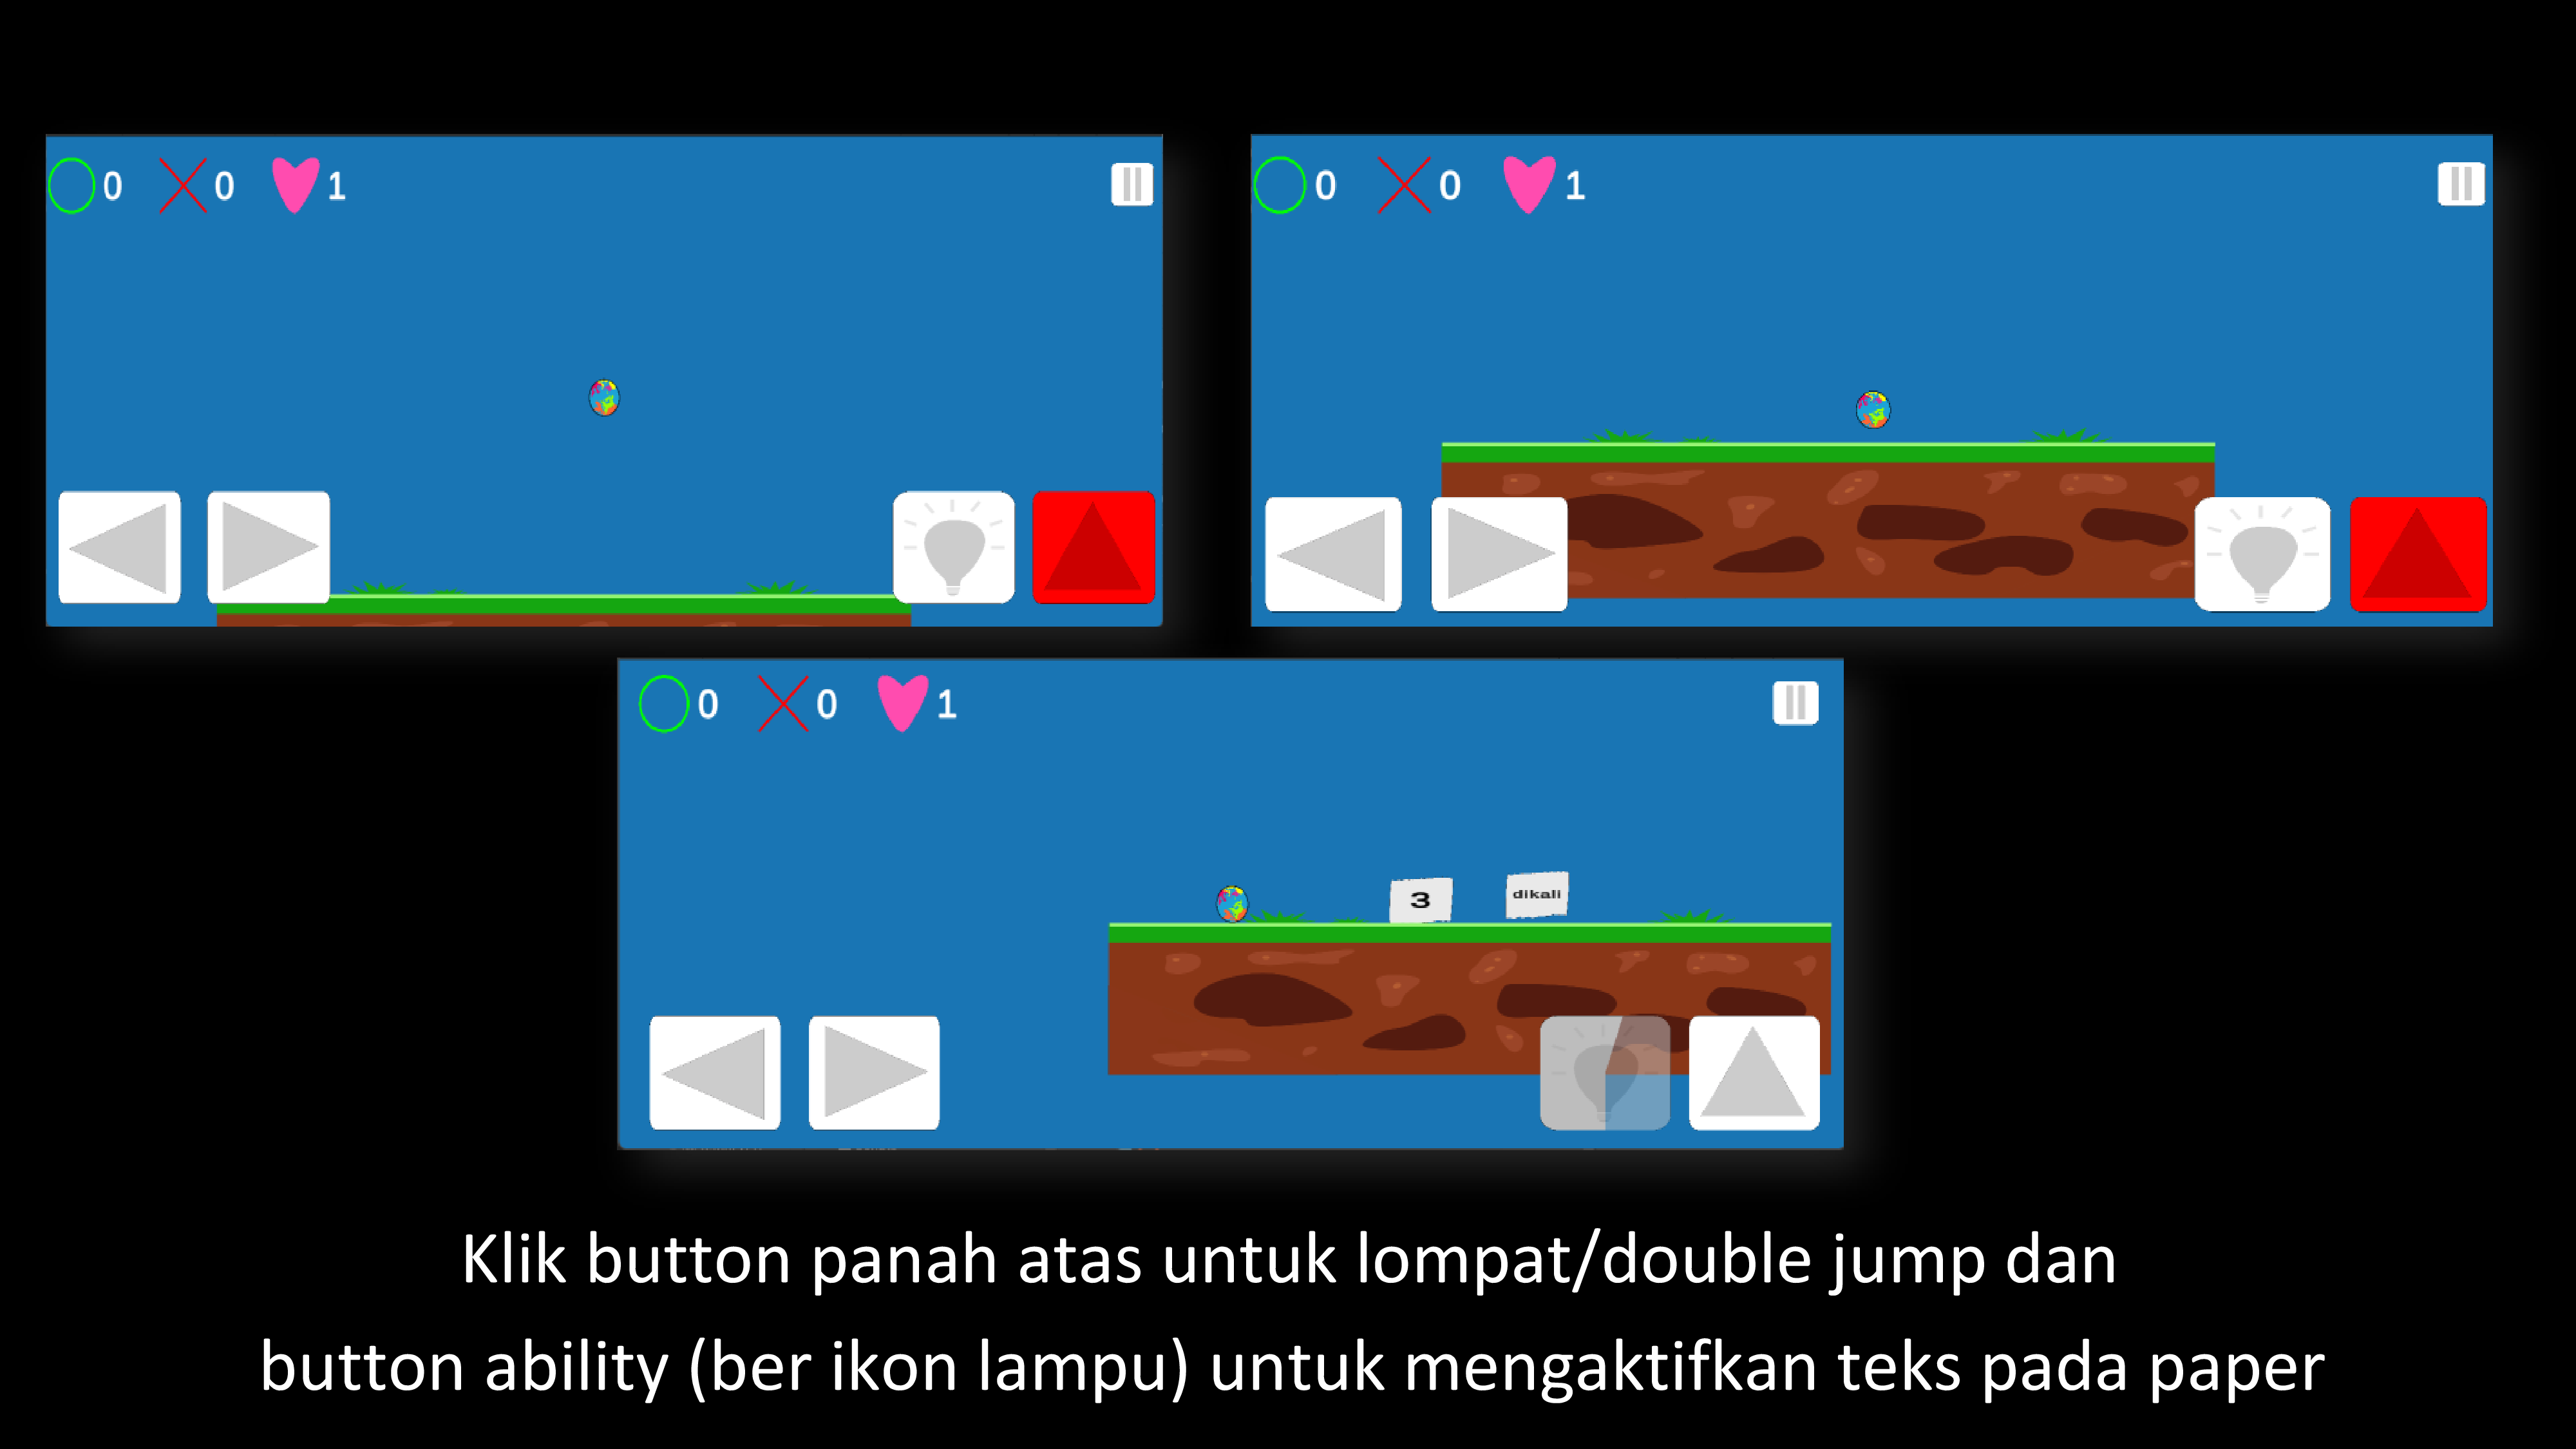 0 0 1
0 0 1
0 0 1
3 dikali
Klik button panah atas untuk lompat/double jump dan
button ability (ber ikon lampu) untuk mengaktifkan teks pada paper